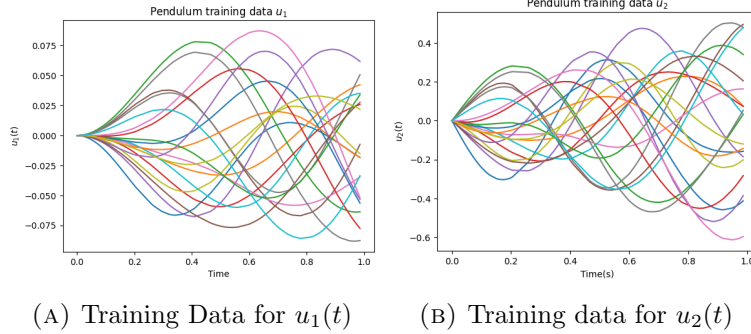 Pendulum training data u₁
0.075
0.050
0.025
0.000
−0.025
−0.050
−0.075
u₁(t)
0.0 0.2 0.4 0.6 0.8 1.0
Time
Pendulum training data u₂
0.4
0.2
0.0
−0.2
−0.4
−0.6
u₂(t)
0.0 0.2 0.4 0.6 0.8 1.0
Time(s)
(A) Training Data for u₁(t)
(B) Training data for u₂(t)